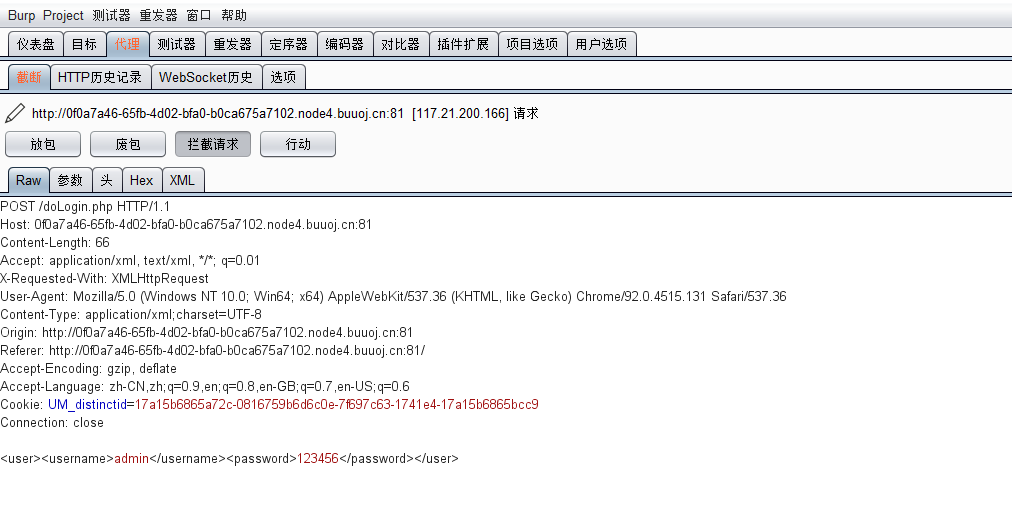 Burp Project 测试器 重发器 窗口 帮助
仪表盘 目标 代理 测试器 重发器 定序器 编码器 对比器 插件扩展 项目选项 用户选项
截断 HTTP历史记录 WebSocket历史 选项
http://0f0a7a46-65fb-4d02-bfa0-b0ca675a7102.node4.buuoj.cn:81 [117.21.200.166] 请求
放包 废包 拦截请求 行动
Raw 参数 头 Hex XML
POST /doLogin.php HTTP/1.1
Host: 0f0a7a46-65fb-4d02-bfa0-b0ca675a7102.node4.buuoj.cn:81
Content-Length: 66
Accept: application/xml, text/xml, */*; q=0.01
X-Requested-With: XMLHttpRequest
User-Agent: Mozilla/5.0 (Windows NT 10.0; Win64; x64) AppleWebKit/537.36 (KHTML, like Gecko) Chrome/92.0.4515.131 Safari/537.36
Content-Type: application/xml;charset=UTF-8
Origin: http://0f0a7a46-65fb-4d02-bfa0-b0ca675a7102.node4.buuoj.cn:81
Referer: http://0f0a7a46-65fb-4d02-bfa0-b0ca675a7102.node4.buuoj.cn:81/
Accept-Encoding: gzip, deflate
Accept-Language: zh-CN,zh;q=0.9,en;q=0.8,en-GB;q=0.7,en-US;q=0.6
Cookie: UM_distinctid=17a15b6865a72c-0816759b6d6c0e-7f697c63-1741e4-17a15b6865bcc9
Connection: close
<user><username>admin</username><password>123456</password></user>